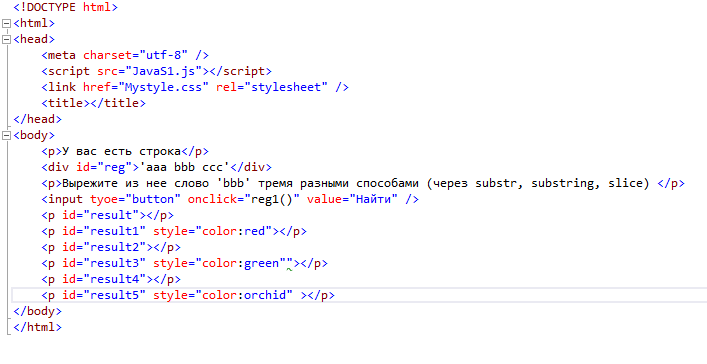 <!DOCTYPE html>
<html>
<head>
    <meta charset="utf-8" />
    <script src="JavaS1.js"></script>
    <link href="Mystyle.css" rel="stylesheet" />
    <title></title>
</head>
<body>
    <p>У вас есть строка</p>
    <div id="reg">'aaa bbb ccc'</div>
    <p>Вырежите из нее слово 'bbb' тремя разными способами (через substr, substring, slice) </p>
    <input tyoe="button" onclick="reg1()" value="Найти" />
    <p id="result"></p>
    <p id="result1" style="color:red"></p>
    <p id="result2"></p>
    <p id="result3" style="color:green""></p>
    <p id="result4"></p>
    <p id="result5" style="color:orchid" ></p>
</body>
</html>